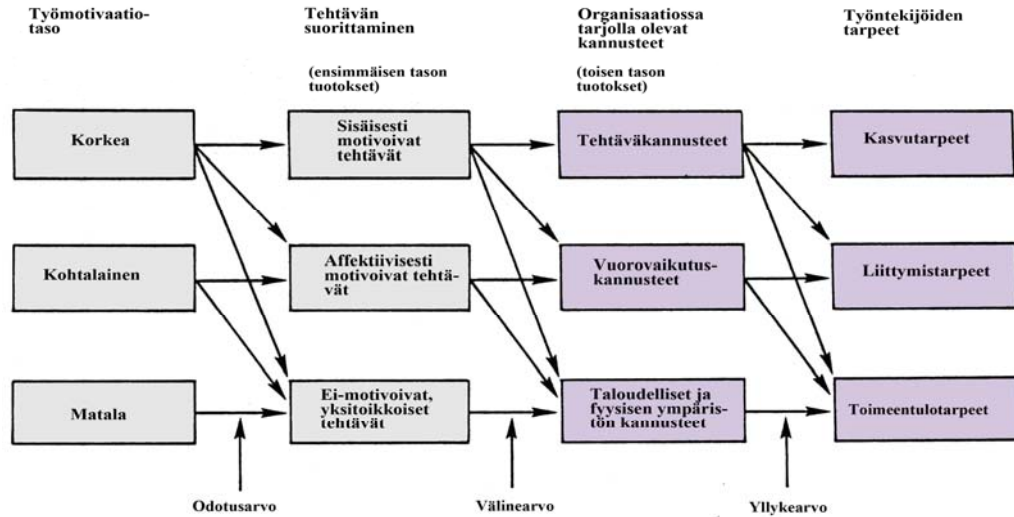 Työmotivaatio-
taso
Tehtävän
suorittaminen
(ensimmäisen tason
tuotokset)
Organisaatiossa
tarjolla olevat
kannusteet
(toisen tason
tuotokset)
Työntekijöiden
tarpeet
Korkea
Sisäisesti
motivoivat
tehtävät
Tehtäväkannusteet
Kasvutarpeet
Kohtalainen
Affektiivisesti
motivoivat tehtä-
vät
Vuorovaikutus-
kannusteet
Liittymistarpeet
Matala
Ei-motivoivat,
yksitoikkoiset
tehtävät
Taloudelliset ja
fyysisen ympäris-
tön kannusteet
Toimeentulotarpeet
Odotusarvo
Välinearvo
Yllykearvo